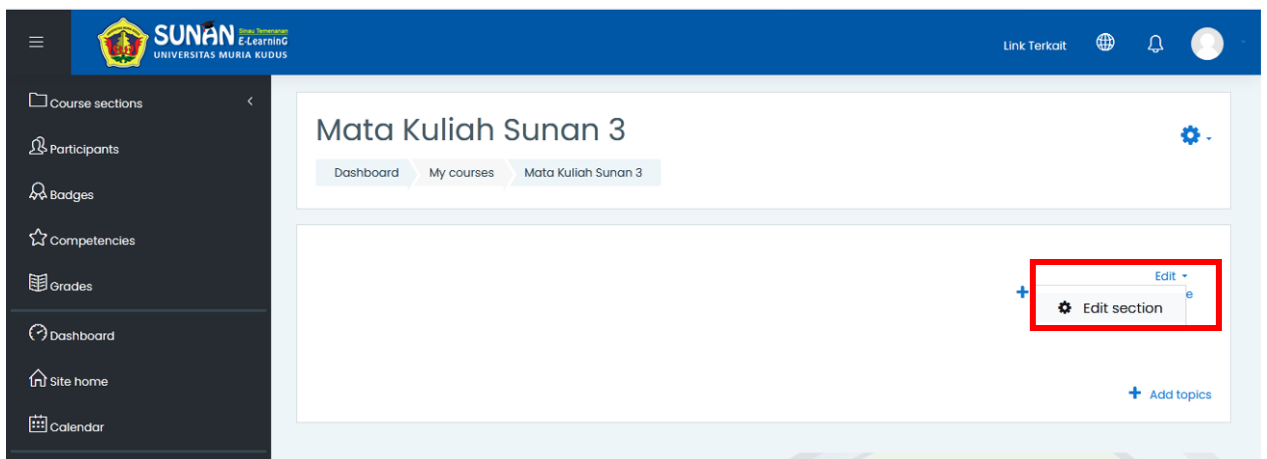 SUNAN Sinau Temenanan
E-Learning
UNIVERSITAS MURIA KUDUS
Link Terkait
Course sections
Participants
Badges
Competencies
Grades
Dashboard
Site home
Calendar
Mata Kuliah Sunan 3
Dashboard My courses Mata Kuliah Sunan 3
Edit
e
Edit section
Add topics